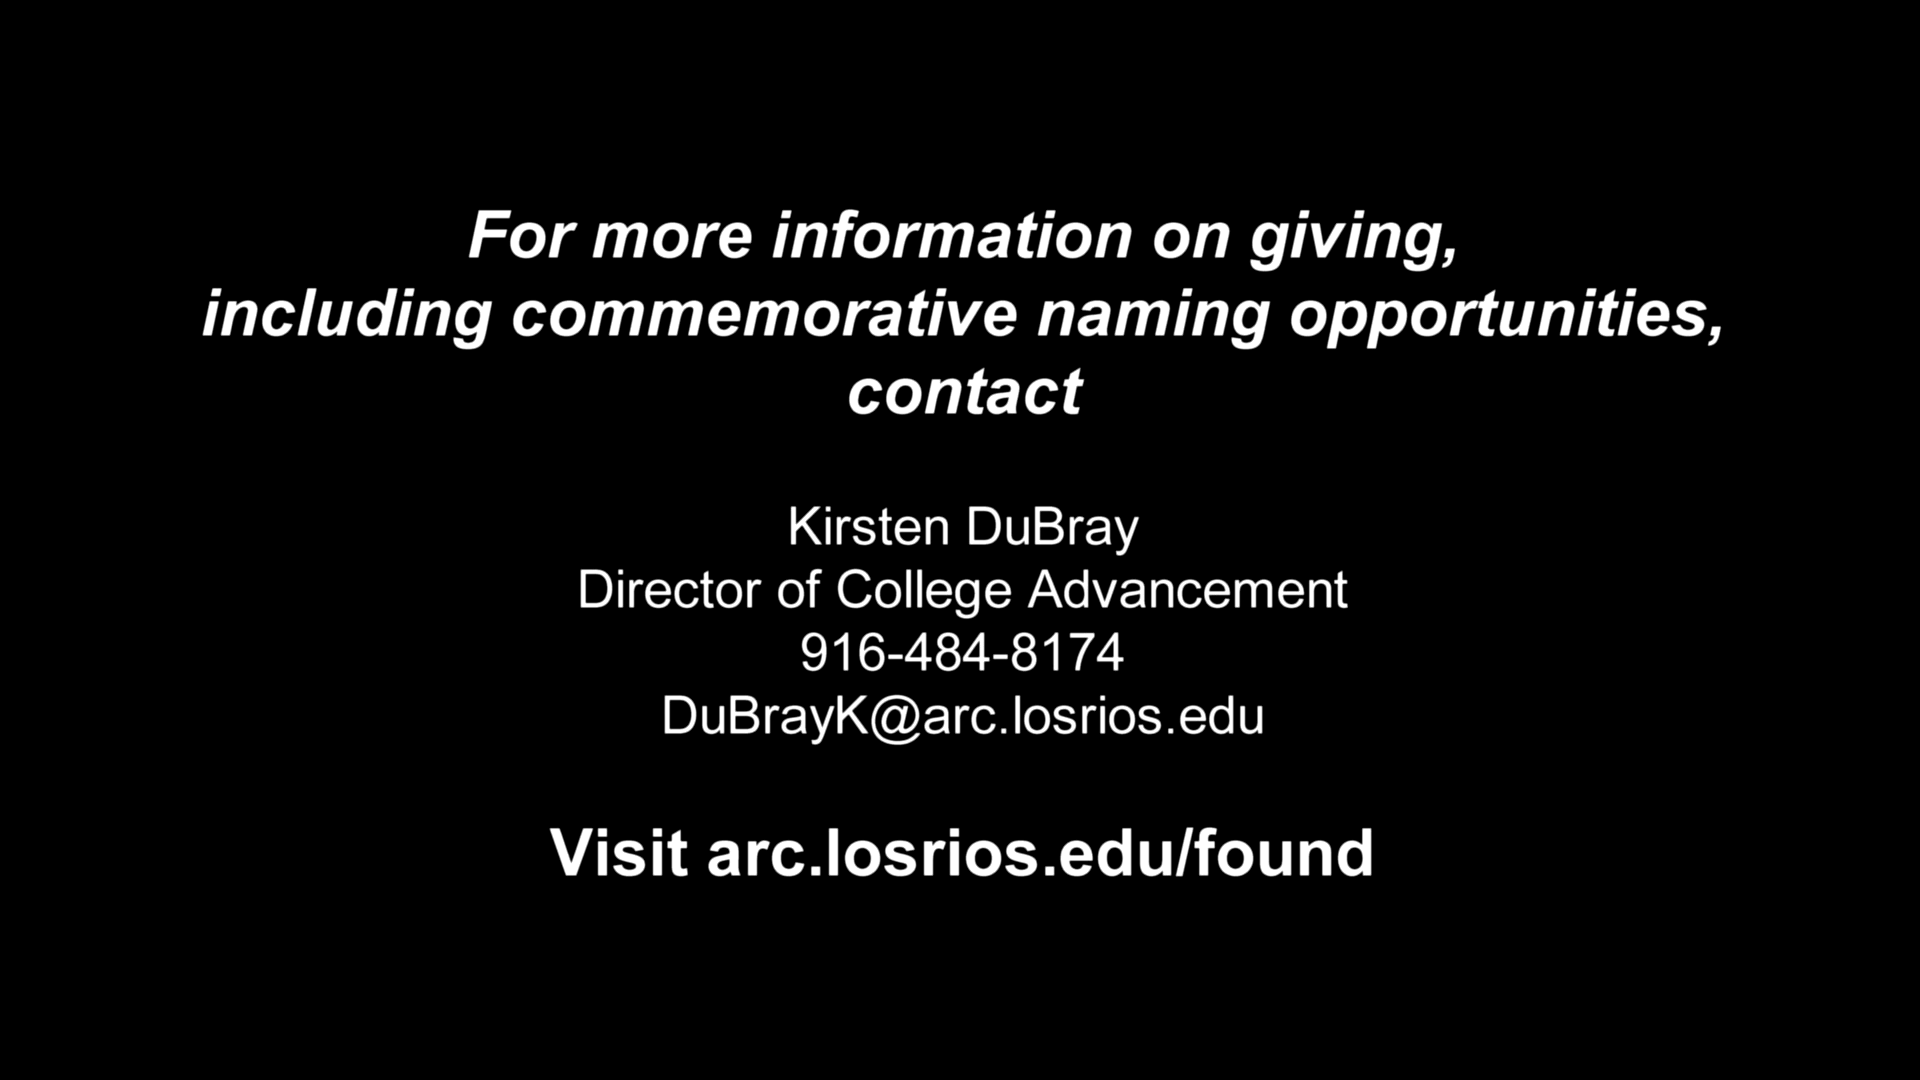 For more information on giving,
including commemorative naming opportunities,
contact
Kirsten DuBray
Director of College Advancement
916-484-8174
DuBrayK@arc.losrios.edu
Visit arc.losrios.edu/found